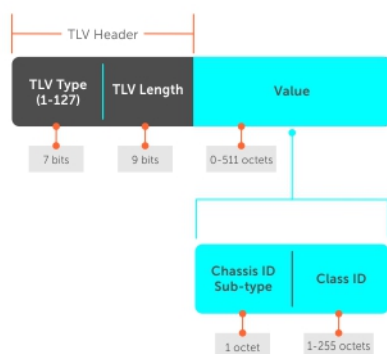 TLV Header
TLV Type
(1-127)
TLV Length
Value
7 bits
9 bits
0-511 octets
Chassis ID
Sub-type
Class ID
1 octet
1-255 octets